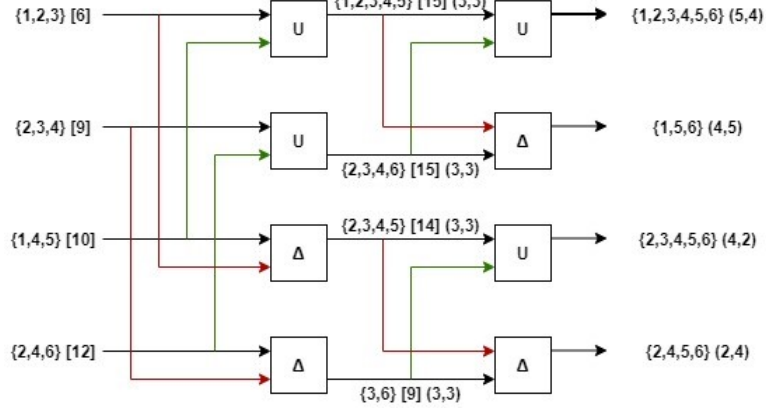 {1,2,3} [6]
U
{1,2,3,4,5} [15] (3,3)
U
{1,2,3,4,5,6} (5,4)
{2,3,4} [9]
U
{2,3,4,6} [15] (3,3)
Δ
{1,5,6} (4,5)
{1,4,5} [10]
Δ
{2,3,4,5} [14] (3,3)
U
{2,3,4,5,6} (4,2)
{2,4,6} [12]
Δ
{3,6} [9] (3,3)
Δ
{2,4,5,6} (2,4)